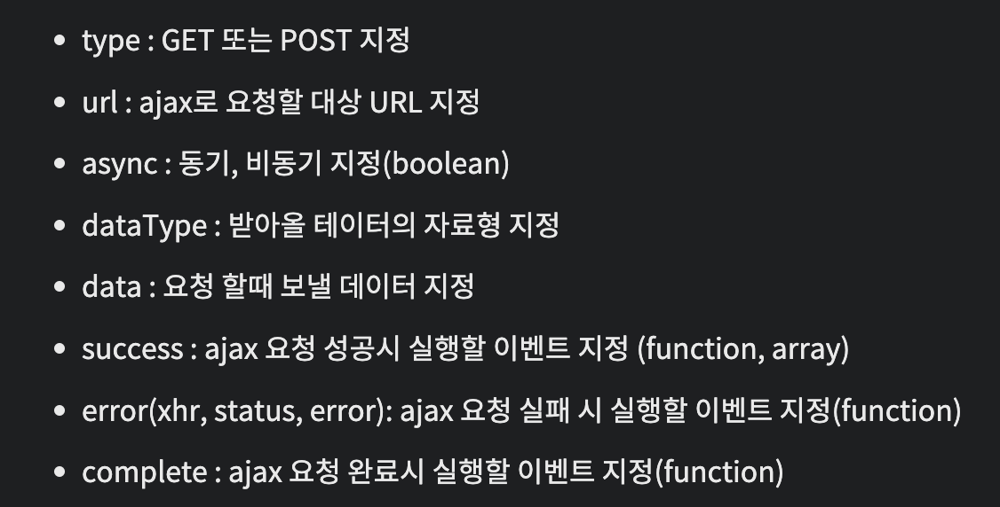 • type : GET 또는 POST 지정
• url : ajax로 요청할 대상 URL 지정
• async : 동기, 비동기 지정(boolean)
• dataType : 받아올 테이터의 자료형 지정
• data : 요청 할때 보낼 데이터 지정
• success : ajax 요청 성공시 실행할 이벤트 지정 (function, array)
• error(xhr, status, error): ajax 요청 실패 시 실행할 이벤트 지정(function)
• complete : ajax 요청 완료시 실행할 이벤트 지정(function)